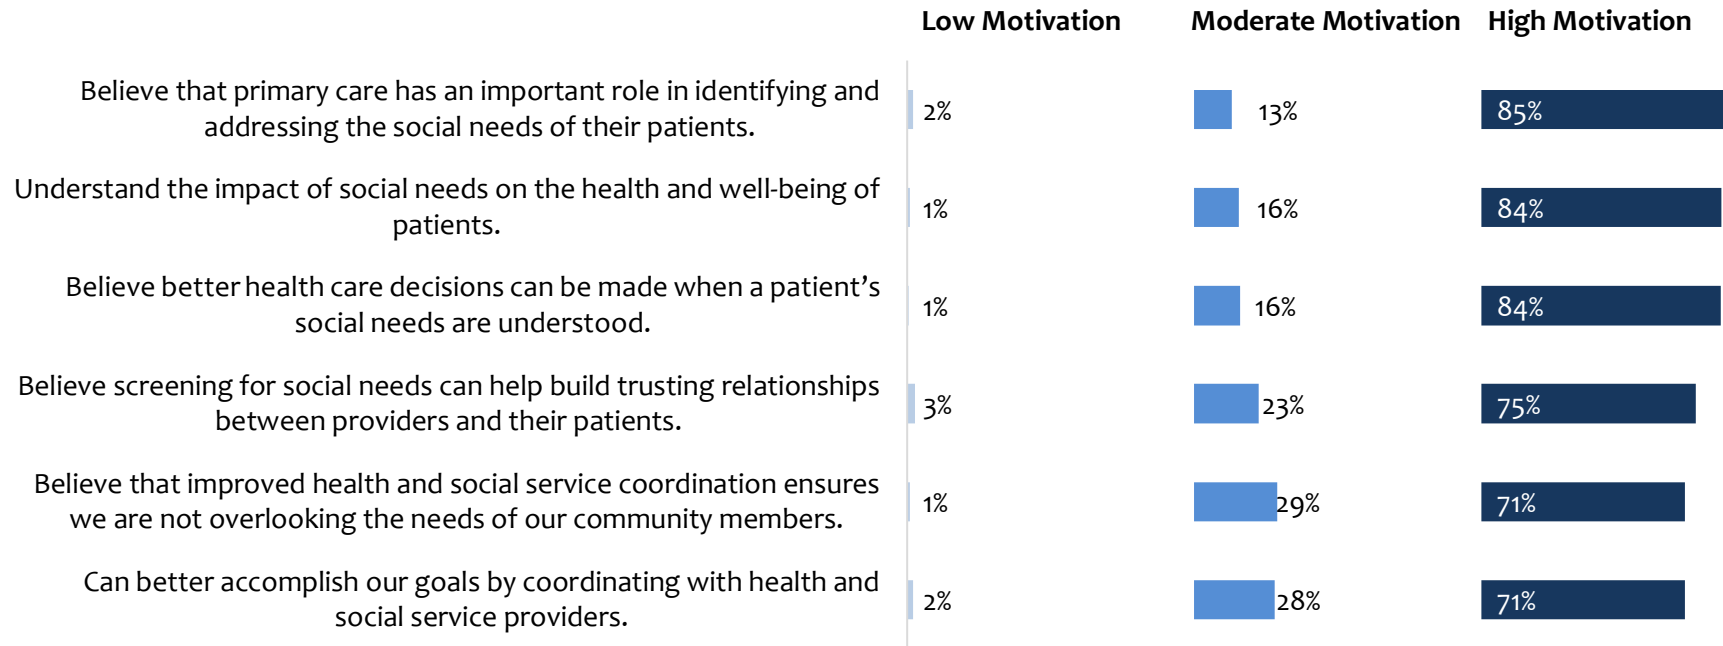 Low Motivation Moderate Motivation High Motivation
Believe that primary care has an important role in identifying and
addressing the social needs of their patients.
2% 13% 85%
Understand the impact of social needs on the health and well-being of
patients.
1% 16% 84%
Believe better health care decisions can be made when a patient’s
social needs are understood.
1% 16% 84%
Believe screening for social needs can help build trusting relationships
between providers and their patients.
3% 23% 75%
Believe that improved health and social service coordination ensures
we are not overlooking the needs of our community members.
1% 29% 71%
Can better accomplish our goals by coordinating with health and
social service providers.
2% 28% 71%